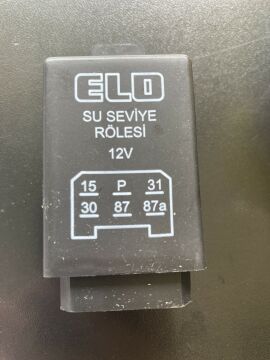 ELO
SU SEVİYE
RÖLESİ
12V
15 P 31
30 87 87a